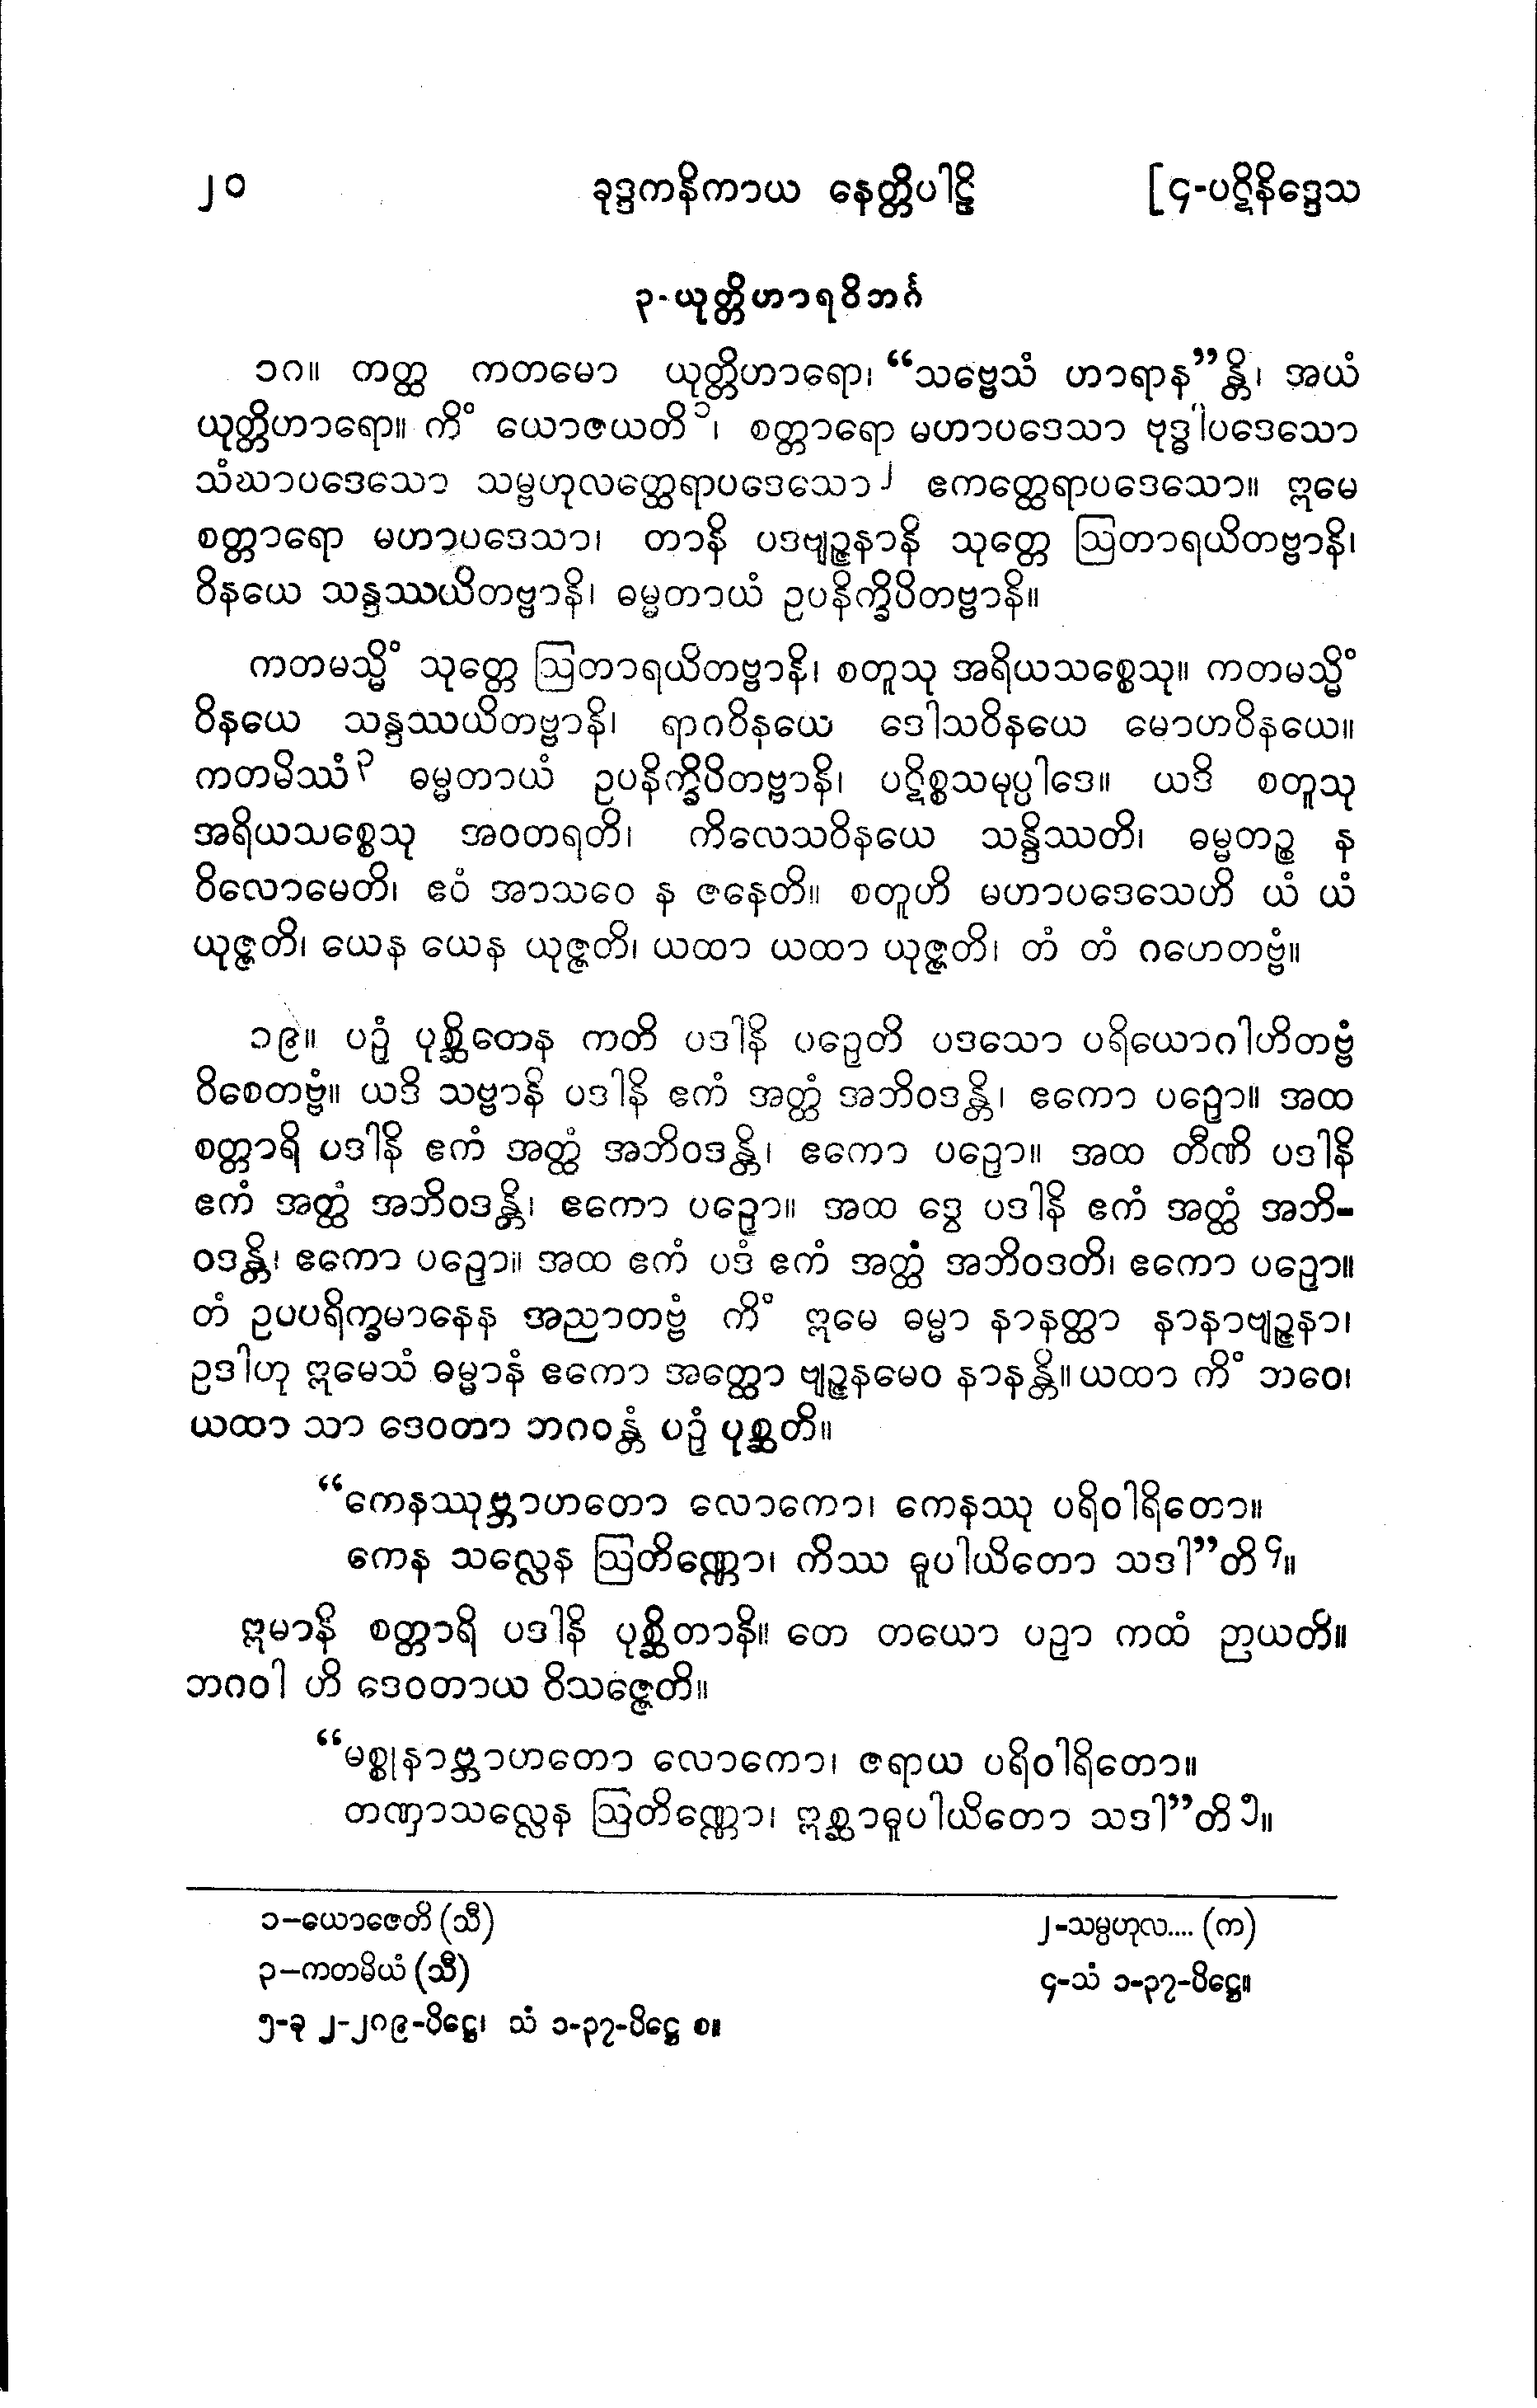 ၂၀ ခုဒ္ဒကနိကာယ နေတ္တိပါဠိ [၄-ပဋိနိဒ္ဒေသ
၃-ယုတ္တိဟာရဝိဘင်္ဂ
၁၈။ တတ္ထ ကတမော ယုတ္တိဟာရော၊ “သဗ္ဗေသံ ဟာရာန”န္တိ၊ အယံ
ယုတ္တိဟာရော။ ကိံ ယောဇယတိ၁၊ စတ္တာရော မဟာပဒေသာ ဗုဒ္ဓါပဒေသော
သံဃာပဒေသော သမ္ဗဟုလတ္ထေရာပဒေသော၂ ဧကတ္ထေရာပဒေသော။ ဣမေ
စတ္တာရော မဟာပဒေသာ၊ တာနိ ပဒဗျဉ္ဇနာနိ သုတ္တေ ဩတာရယိတဗ္ဗာနိ၊
ဝိနယေ သန္ဒဿယိတဗ္ဗာနိ၊ ဓမ္မတာယံ ဥပနိက္ခိပိတဗ္ဗာနိ။
ကတမသ္မိံ သုတ္တေ ဩတာရယိတဗ္ဗာနိ၊ စတူသု အရိယသစ္စေသု။ ကတမသ္မိံ
ဝိနယေ သန္ဒဿယိတဗ္ဗာနိ၊ ရာဂဝိနယေ ဒေါသဝိနယေ မောဟဝိနယေ။
ကတမိဿံ၃ ဓမ္မတာယံ ဥပနိက္ခိပိတဗ္ဗာနိ၊ ပဋိစ္စသမုပ္ပါဒေ။ ယဒိ စတူသု
အရိယသစ္စေသု အဝတရတိ၊ ကိလေသဝိနယေ သန္ဒိဿတိ၊ ဓမ္မတဉ္စ န
ဝိလောမေတိ၊ ဧဝံ အာသဝေ န ဇနေတိ။ စတူဟိ မဟာပဒေသေဟိ ယံ ယံ
ယုဇ္ဇတိ၊ ယေန ယေန ယုဇ္ဇတိ၊ ယထာ ယထာ ယုဇ္ဇတိ၊ တံ တံ ဂဟေတဗ္ဗံ။
၁၉။ ပဉှံ ပုစ္ဆိတေန ကတိ ပဒါနိ ပဉှေတိ ပဒသော ပရိယောဂါဟိတဗ္ဗံ
ဝိစေတဗ္ဗံ။ ယဒိ သဗ္ဗာနိ ပဒါနိ ဧကံ အတ္ထံ အဘိဝဒန္တိ၊ ဧကော ပဉှော။ အထ
စတ္တာရိ ပဒါနိ ဧကံ အတ္ထံ အဘိဝဒန္တိ၊ ဧကော ပဉှော။ အထ တီဏိ ပဒါနိ
ဧကံ အတ္ထံ အဘိဝဒန္တိ၊ ဧကော ပဉှော။ အထ ဒွေ ပဒါနိ ဧကံ အတ္ထံ အဘိ-
ဝဒန္တိ၊ ဧကော ပဉှော။ အထ ဧကံ ပဒံ ဧကံ အတ္ထံ အဘိဝဒတိ၊ ဧကော ပဉှော။
တံ ဥပပရိက္ခမာနေန အညာတဗ္ဗံ ကိံ ဣမေ ဓမ္မာ နာနတ္ထာ နာနာဗျဉ္ဇနာ၊
ဥဒါဟု ဣမေသံ ဓမ္မာနံ ဧကော အတ္ထော ဗျဉ္ဇနမေဝ နာနန္တိ။ ယထာ ကိံ ဘဝေ၊
ယထာ သာ ဒေဝတာ ဘဂဝန္တံ ပဉှံ ပုစ္ဆတိ။
“ကေနဿုဗ္ဘာဟတော လောကော၊ ကေနဿု ပရိဝါရိတော။
ကေန သလ္လေန ဩတိဏ္ဏော၊ ကိဿ ဓူပါယိတော သဒါ”တိ၄။
ဣမာနိ စတ္တာရိ ပဒါနိ ပုစ္ဆိတာနိ။ တေ တယော ပဉှာ ကထံ ဉာယတိ။
ဘဂဝါ ဟိ ဒေဝတာယ ဝိသဇ္ဇေတိ။
“မစ္စုနာဗ္ဘာဟတော လောကော၊ ဇရာယ ပရိဝါရိတော။
တဏှာသလ္လေန ဩတိဏ္ဏော၊ ဣစ္ဆာဓူပါယိတော သဒါ”တိ၅။
၁–ယောဇေတိ (သီ) ၂-သမ္ပဟုလ.... (က)
၃–ကတမိယံ (သီ) ၄-သံ ၁-၃၇-ပိဋ္ဌေ။
၅-ခု ၂-၂၀၉-ပိဋ္ဌေ၊ သံ ၁-၃၇-ပိဋ္ဌေ စ။